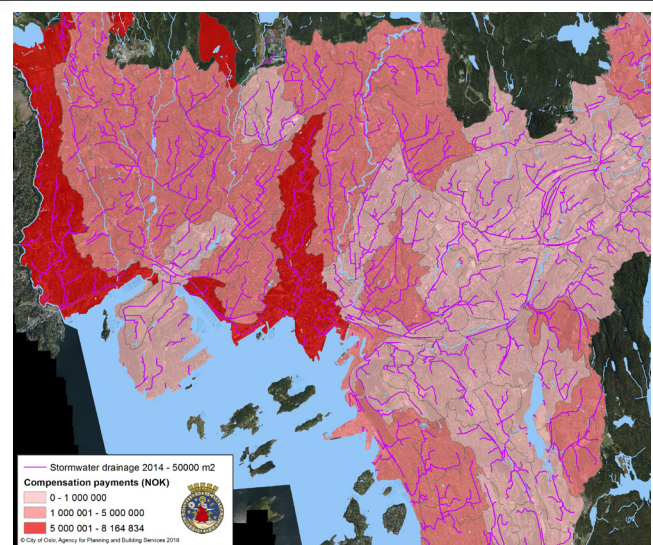 Stormwater drainage 2014 - 50000 m2
Compensation payments (NOK)
0 - 1 000 000
1 000 001 - 5 000 000
5 000 001 - 8 164 834
© City of Oslo, Agency for Planning and Building Services 2016